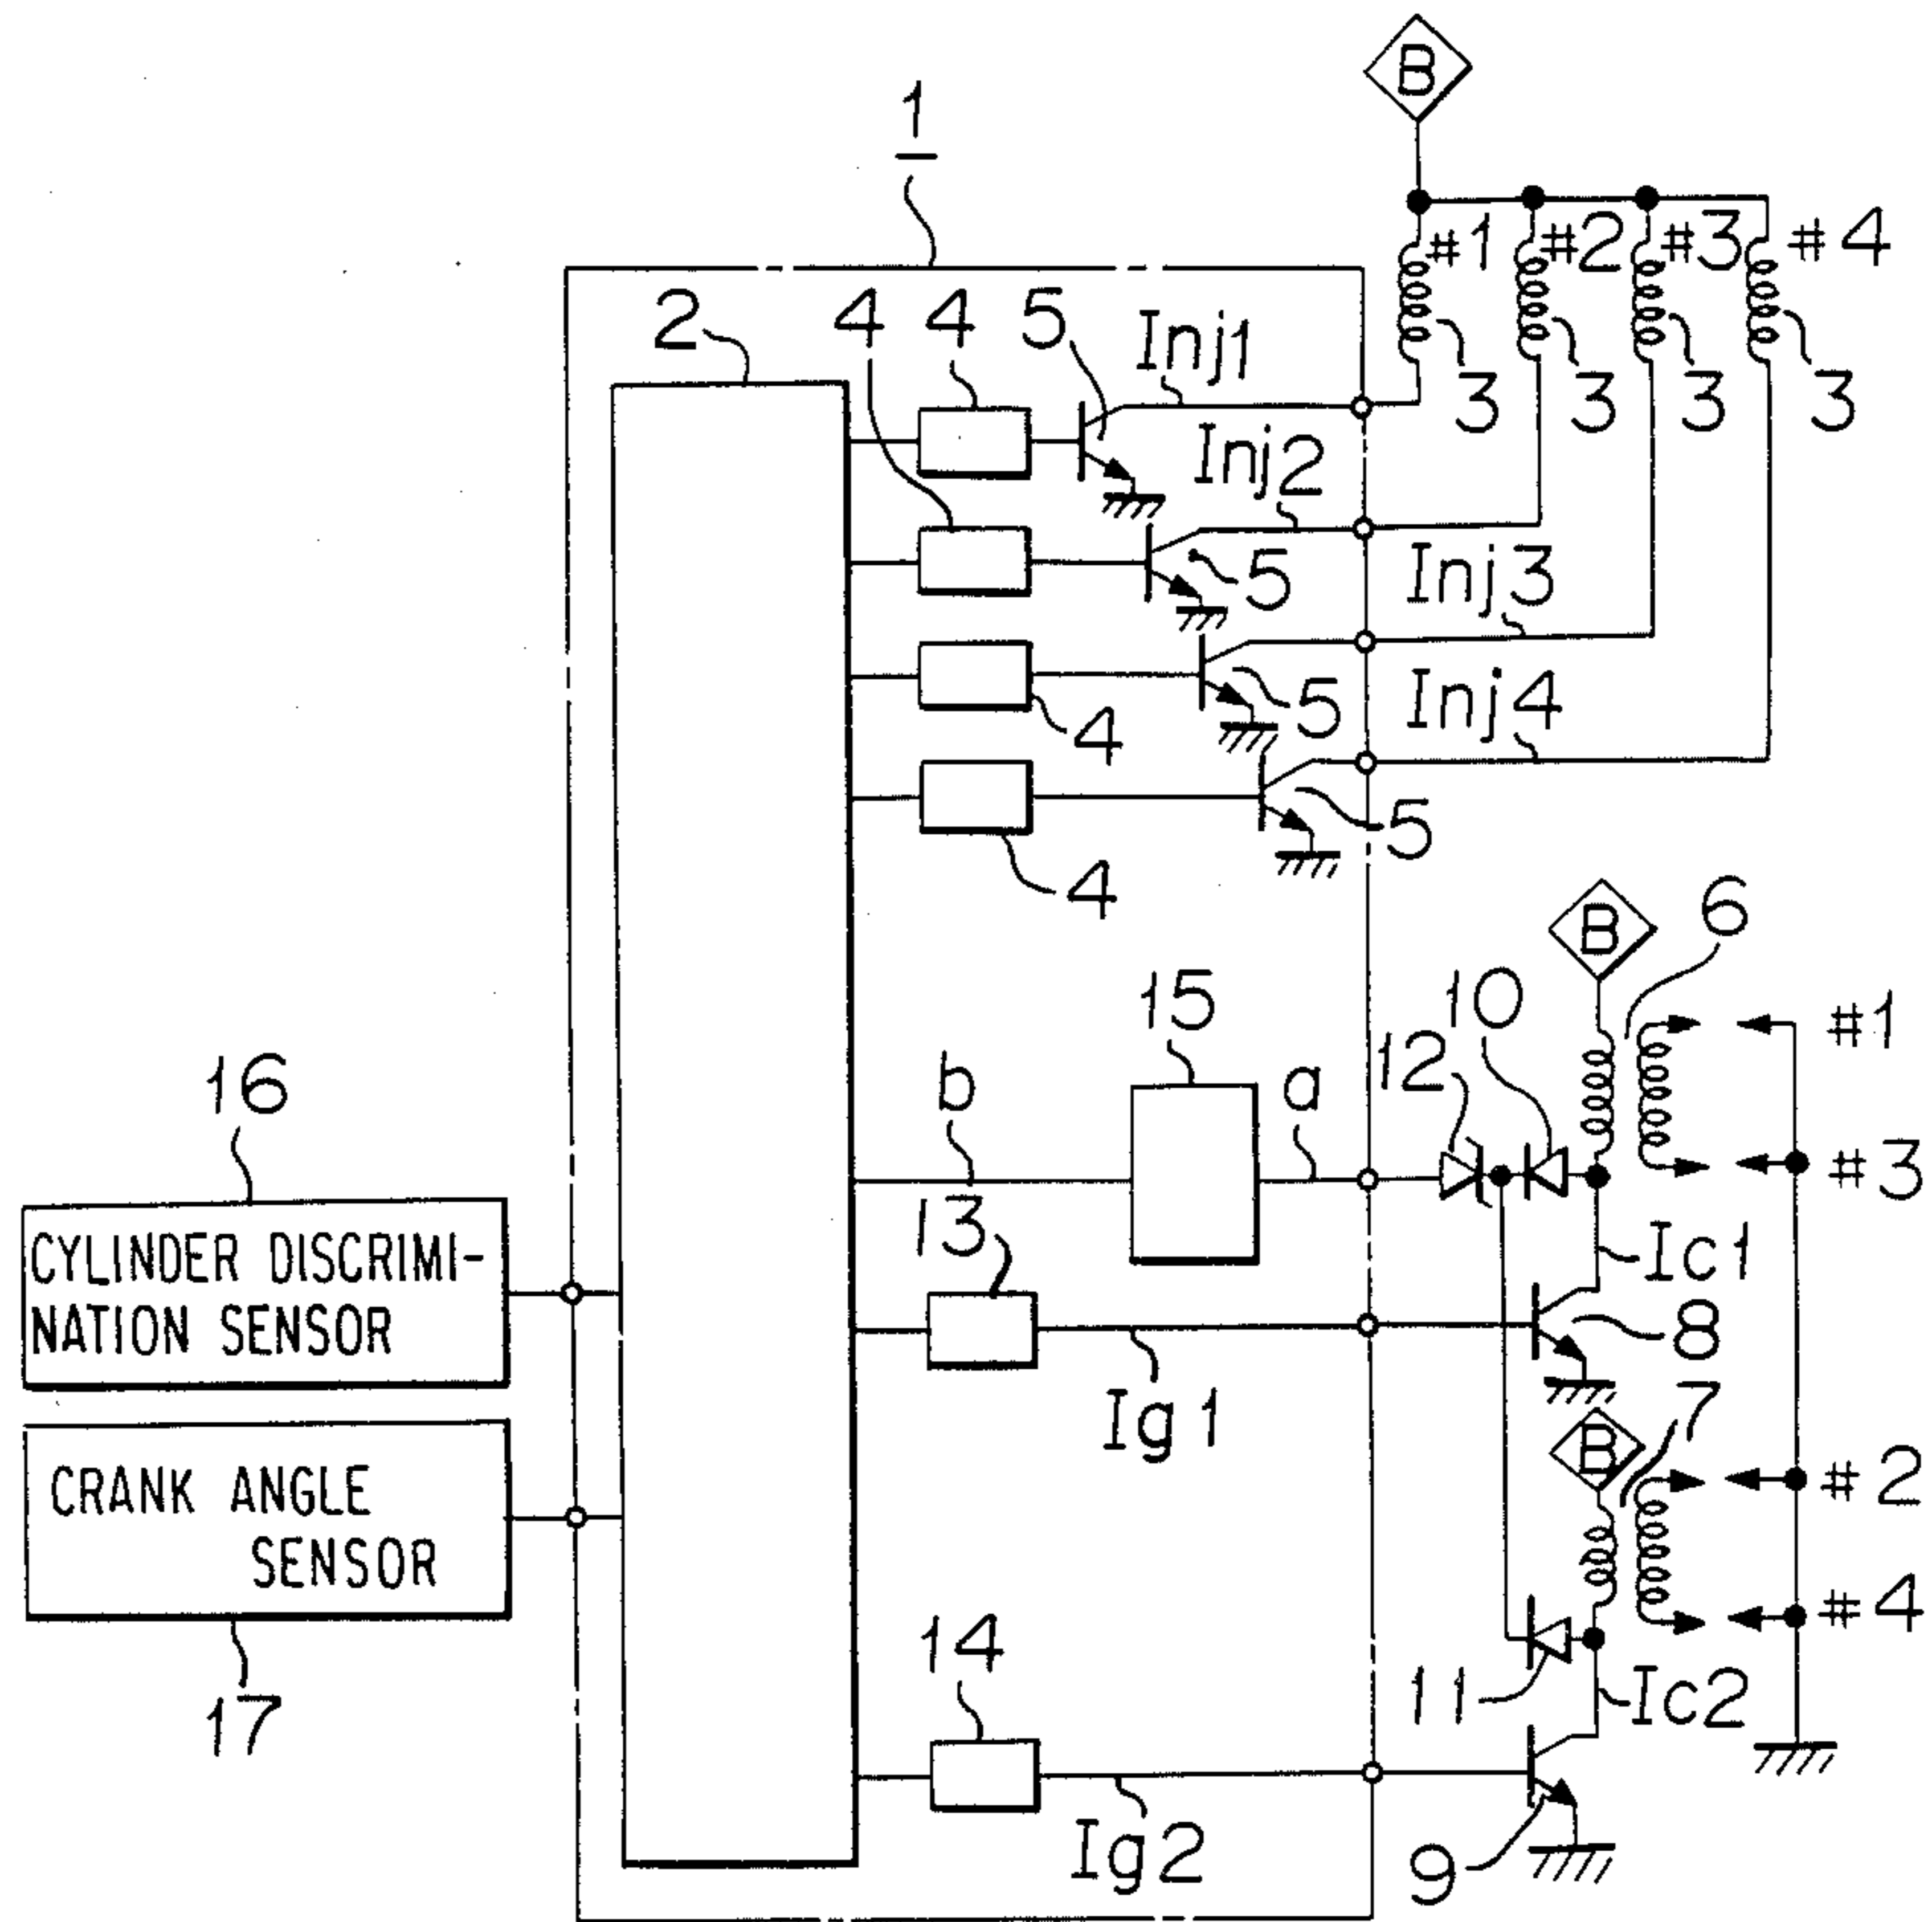 B
1
#1 #2 #3 #4
2 4 4 5 Inj1
3 3 3 3
Inj2
5 Inj3
4 5 Inj4
5
4
B 6
15 12 10 #1
16 b a
#3
13
CYLINDER DISCRIMI-
NATION SENSOR
Ic1
8
Ig1 7
B #2
CRANK ANGLE
SENSOR
#4
14
17 11 Ic2
Ig2 9